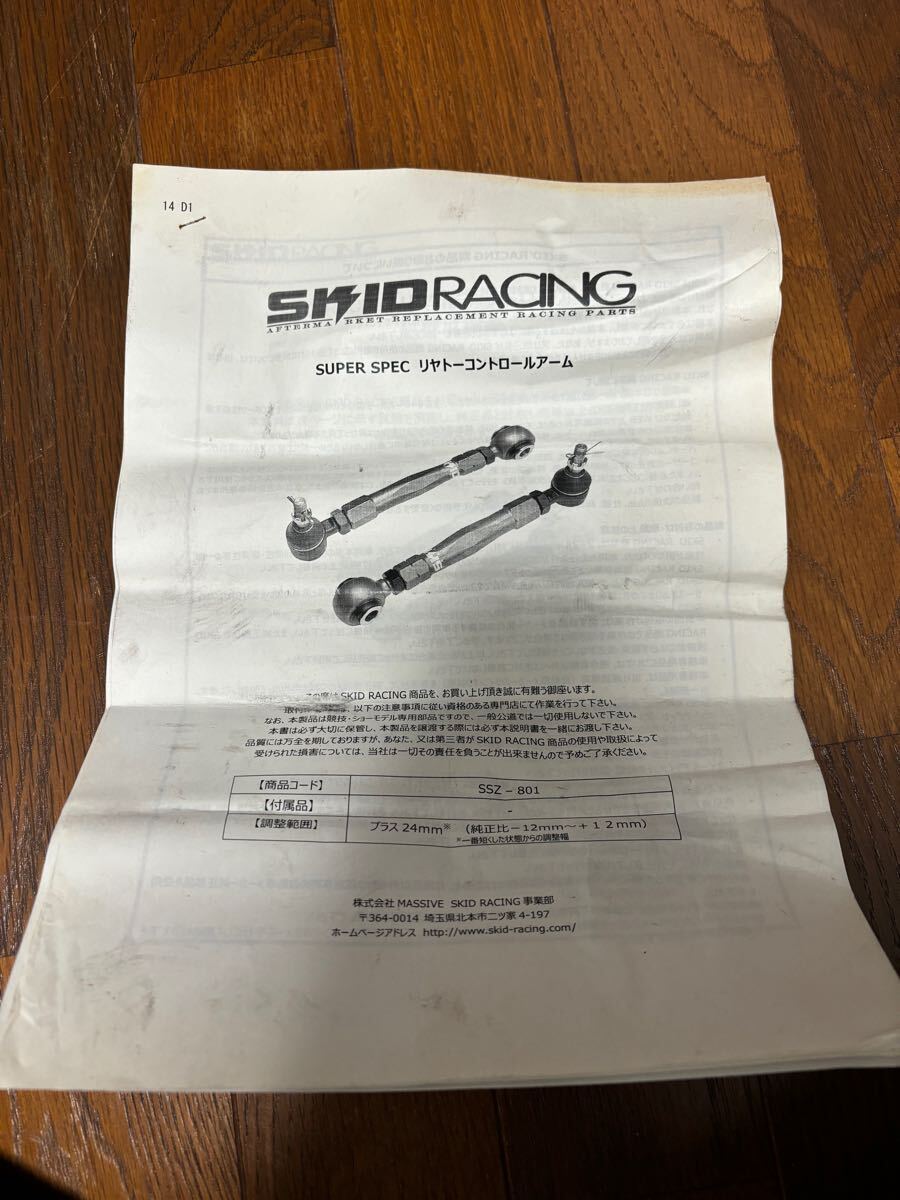 14 D1
SKID RACING
AFTERMARKET REPLACEMENT RACING PARTS
SUPER SPEC リヤトーコントロールアーム
の度は SKID RACING 商品を、お買い上げ頂き誠に有難う御座います。
取付 、以下の注意事項に従い資格のある専門店にて作業を行って下さい。
なお、本製品は競技・ショーモデル専用部品ですので、一般公道では一切使用しないで下さい。
本書は必ず大切に保管し、本製品を譲渡する際には必ず本説明書を一緒にお渡し下さい。
品質には万全を期しておりますが、あなた、又は第三者が SKID RACING 商品の使用や取扱によって
受けられた損害については、当社は一切その責任を負うことが出来ませんので予めご了承ください。
【商品コード】 SSZ – 801
【付属品】 -
【調整範囲】 プラス 24mm※ (純正比－12mm～＋１２mm)
※一番短くした状態からの調整幅
株式会社 MASSIVE SKID RACING 事業部
〒364-0014 埼玉県北本市二ツ家 4-197
ホームページアドレス http://www.skid-racing.com/